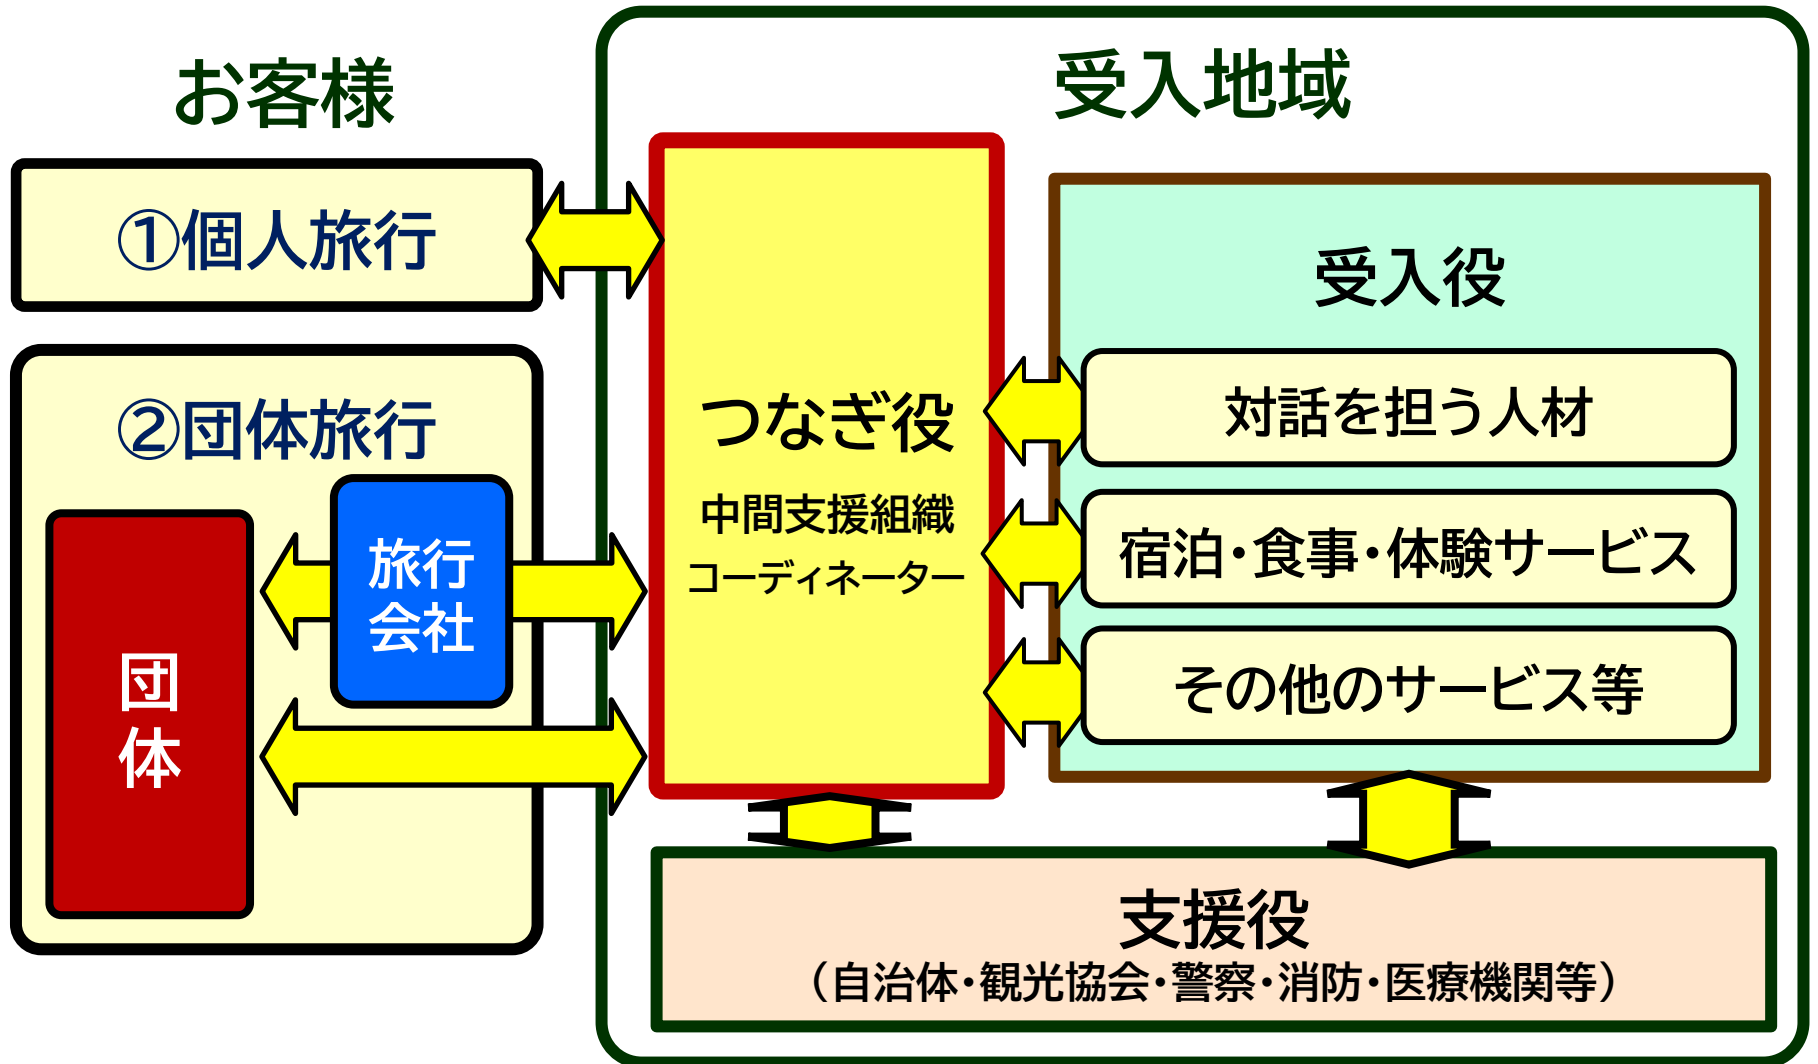 お客様
①個人旅行
②団体旅行
団
体
旅行
会社
受入地域
つなぎ役
中間支援組織
コーディネーター
受入役
対話を担う人材
宿泊・食事・体験サービス
その他のサービス等
支援役
（自治体・観光協会・警察・消防・医療機関等）